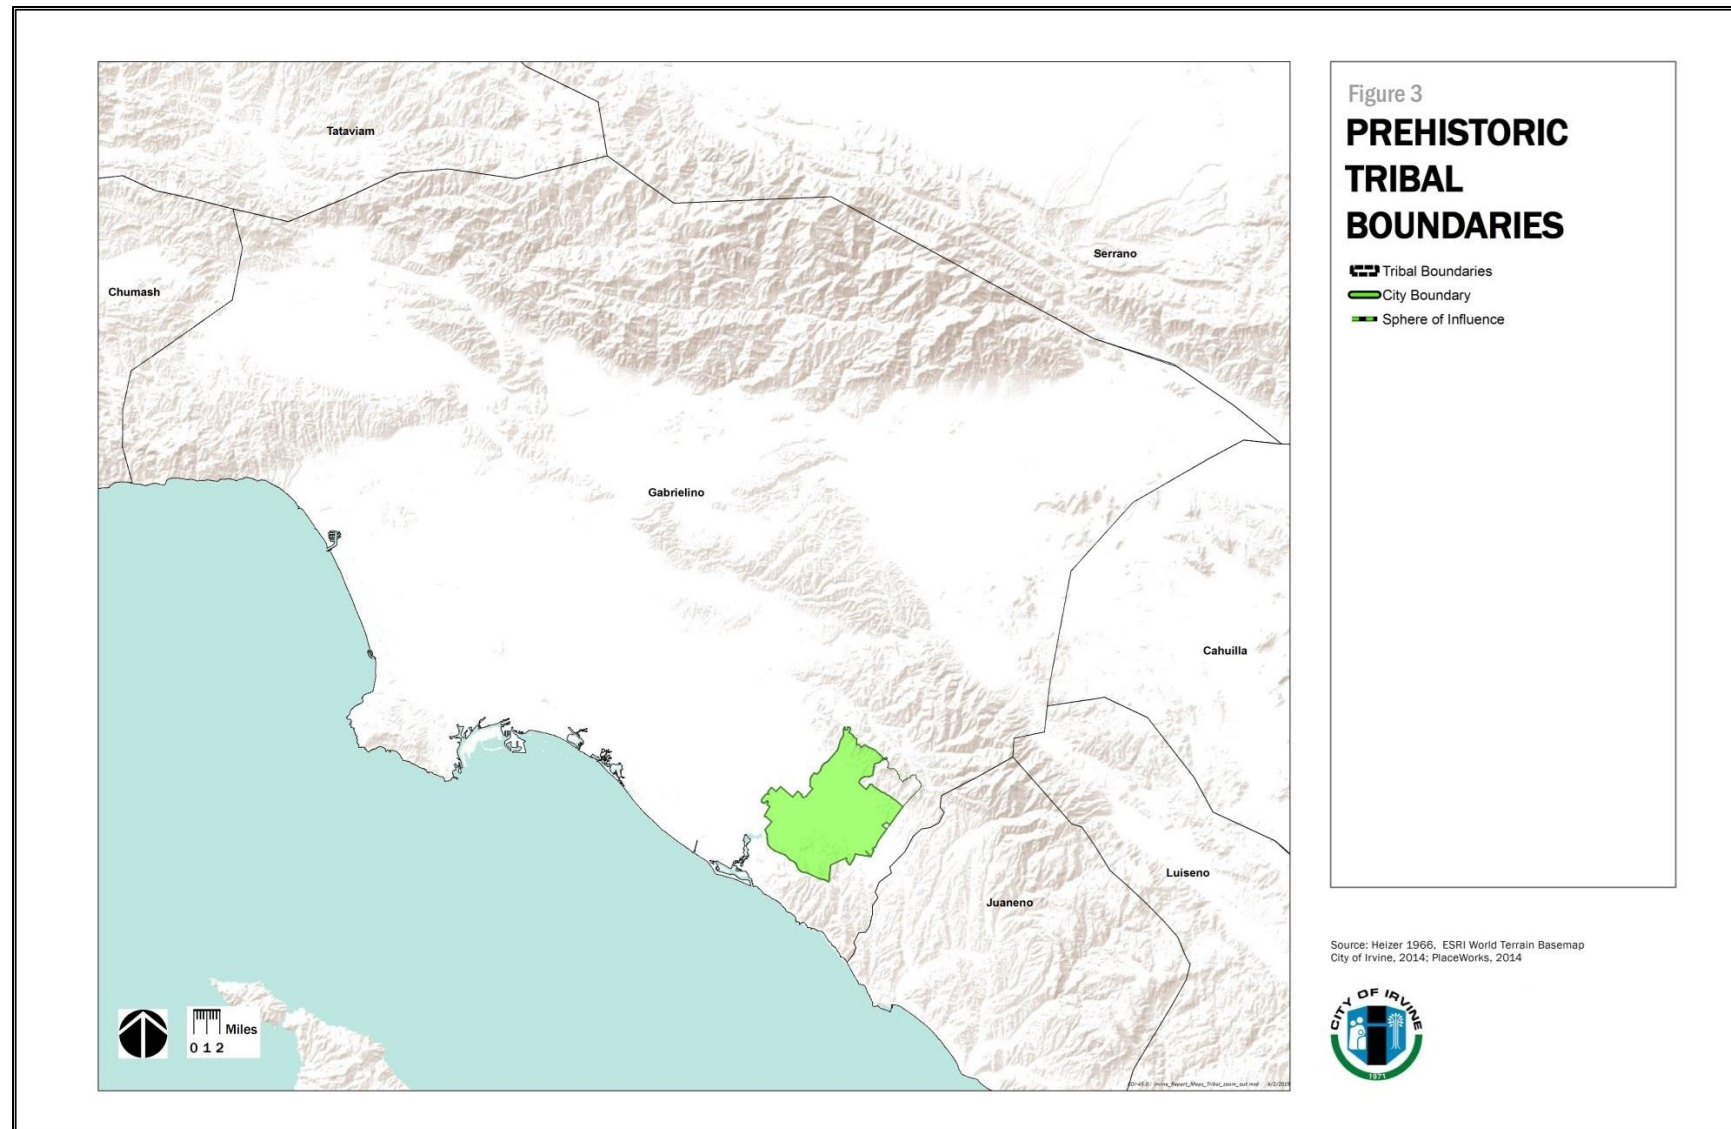 Figure 3
PREHISTORIC
TRIBAL
BOUNDARIES
Tribal Boundaries
City Boundary
Sphere of Influence
Tataviam
Serrano
Chumash
Gabrielino
Cahuilla
Luiseno
Juaneno
Miles
0 1 2
Source: Heizer 1966, ESRI World Terrain Basemap
City of Irvine, 2014; PlaceWorks, 2014
CITY OF IRVINE
1971